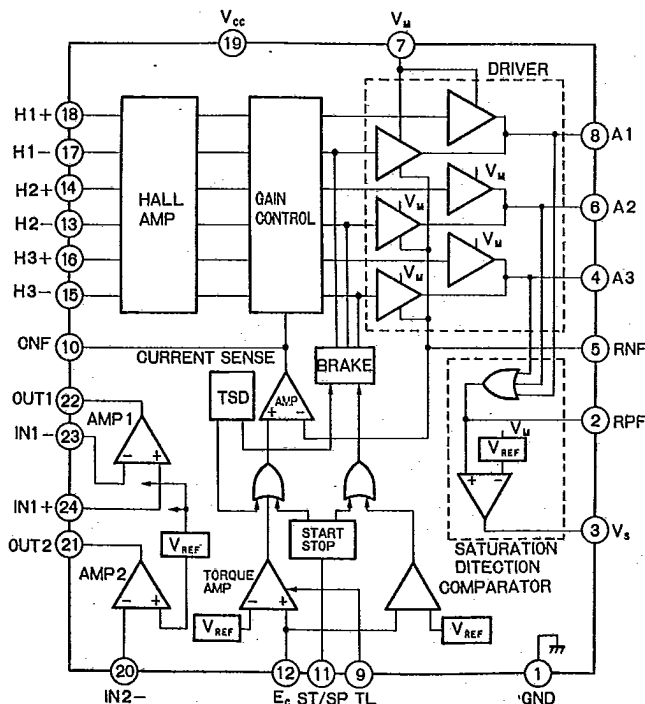 Vcc
19
VM
7
DRIVER
H1+ 18
H1- 17
H2+ 14
H2- 13
H3+ 16
H3- 15
HALL
AMP
GAIN
CONTROL
VM
VM
VM
VM
8 A1
6 A2
4 A3
CNF 10
CURRENT SENSE
5 RNF
BRAKE
TSD
AMP
+ -
OUT1 22
AMP1
IN1- 23
- +
IN1+ 24
2 RPF
VM
VREF
+ -
3 Vs
SATURATION
DITECTION
COMPARATOR
START
STOP
OUT2 21
VREF
AMP2
- +
TORQUE
AMP
- +
VREF
VREF
20
IN2-
12
Ec
11
ST/SP
9
TL
1
GND